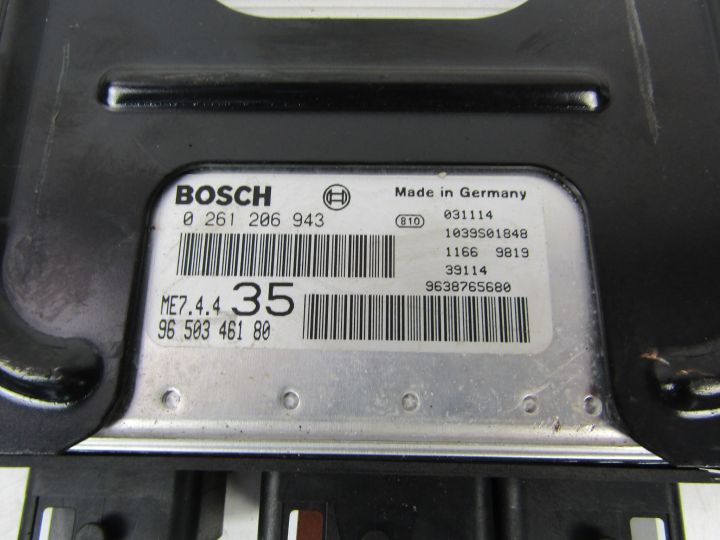 BOSCH
Made in Germany
0 261 206 943
810
031114
1039S01848
1166 9819
39114
9638765680
ME7.4.4 35
96 503 461 80